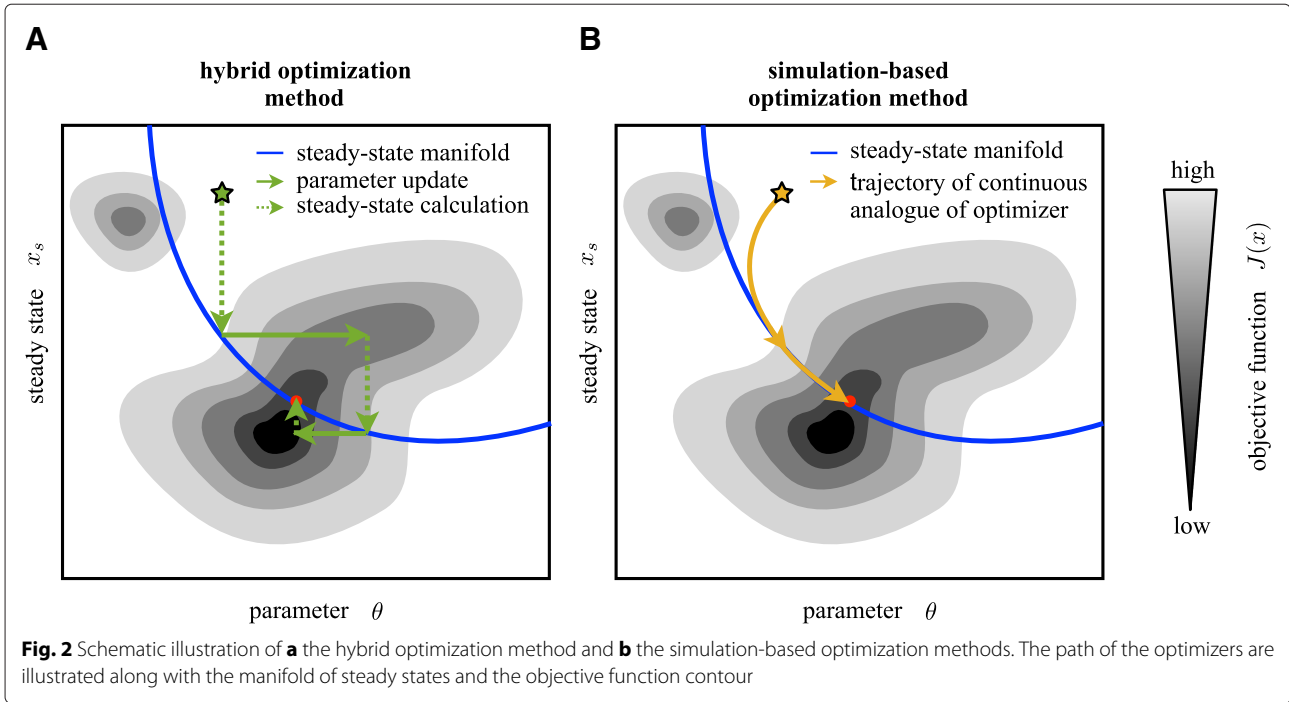 A
hybrid optimization
method
steady-state manifold
parameter update
steady-state calculation
steady state x_s
parameter θ
B
simulation-based
optimization method
steady-state manifold
trajectory of continuous
analogue of optimizer
steady state x_s
parameter θ
high
objective function J(x)
low
Fig. 2 Schematic illustration of a the hybrid optimization method and b the simulation-based optimization methods. The path of the optimizers are
illustrated along with the manifold of steady states and the objective function contour